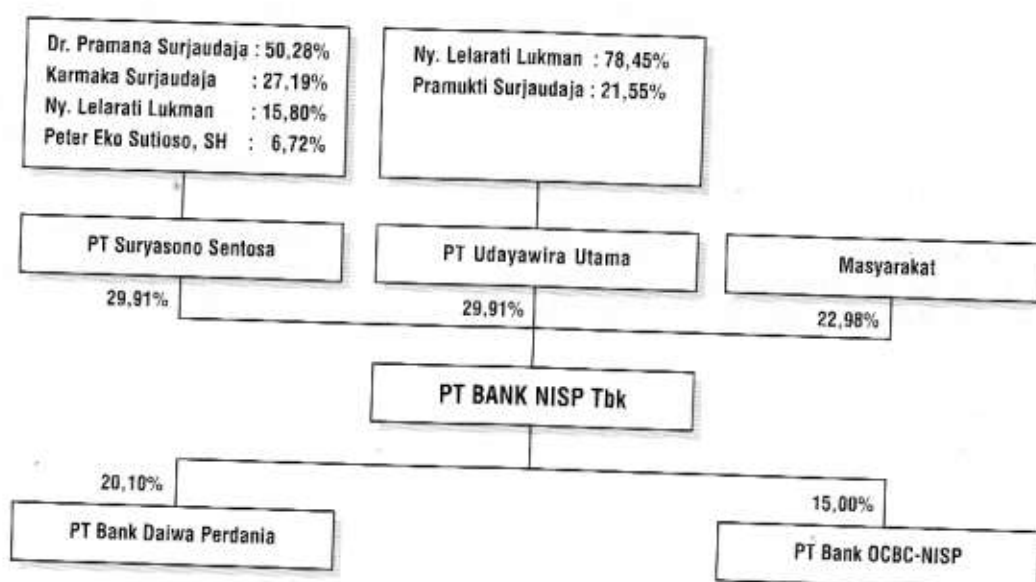 Dr. Pramana Surjaudaja : 50,28%
Karmaka Surjaudaja : 27,19%
Ny. Lelarati Lukman : 15,80%
Peter Eko Sutioso, SH : 6,72%
Ny. Lelarati Lukman : 78,45%
Pramukti Surjaudaja : 21,55%
PT Suryasono Sentosa
PT Udayawira Utama
Masyarakat
29,91%
29,91%
22,98%
PT BANK NISP Tbk
20,10%
15,00%
PT Bank Daiwa Perdania
PT Bank OCBC-NISP